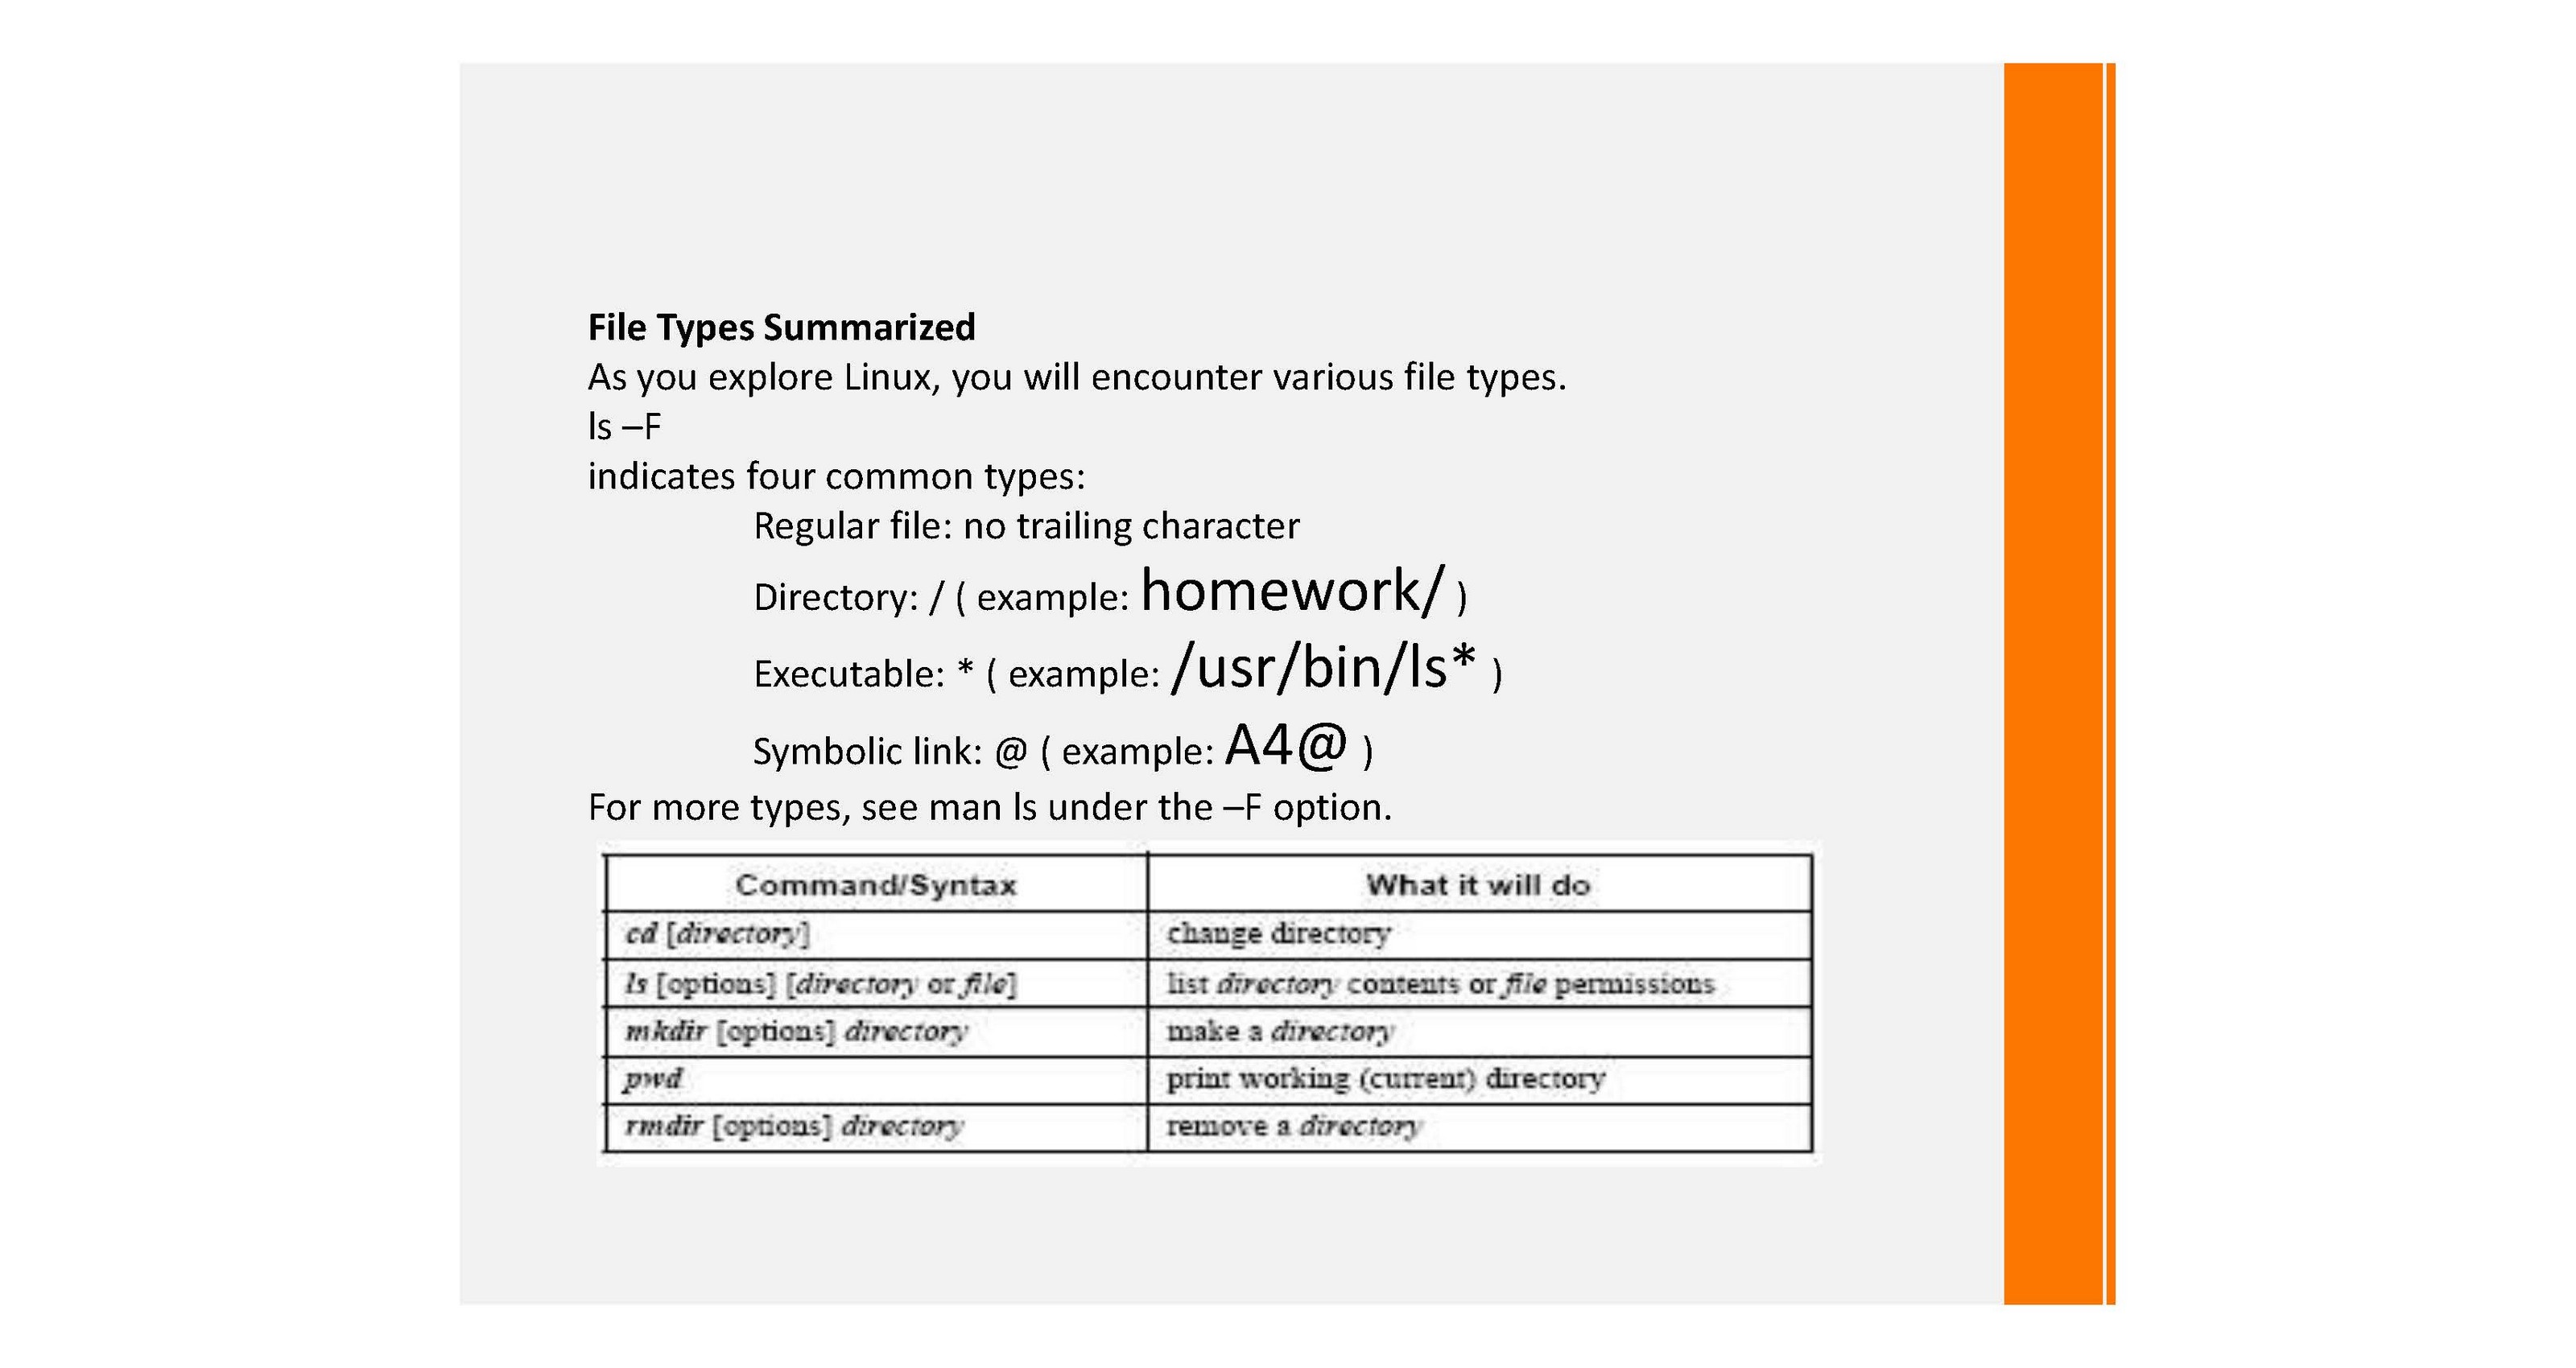 File Types Summarized
As you explore Linux, you will encounter various file types.
ls –F
indicates four common types:
Regular file: no trailing character
Directory: / ( example: homework/ )
Executable: * ( example: /usr/bin/ls* )
Symbolic link: @ ( example: A4@ )
For more types, see man ls under the –F option.
Command/Syntax What it will do
cd [directory] change directory
ls [options] [directory or file] list directory contents or file permissions
mkdir [options] directory make a directory
pwd print working (current) directory
rmdir [options] directory remove a directory